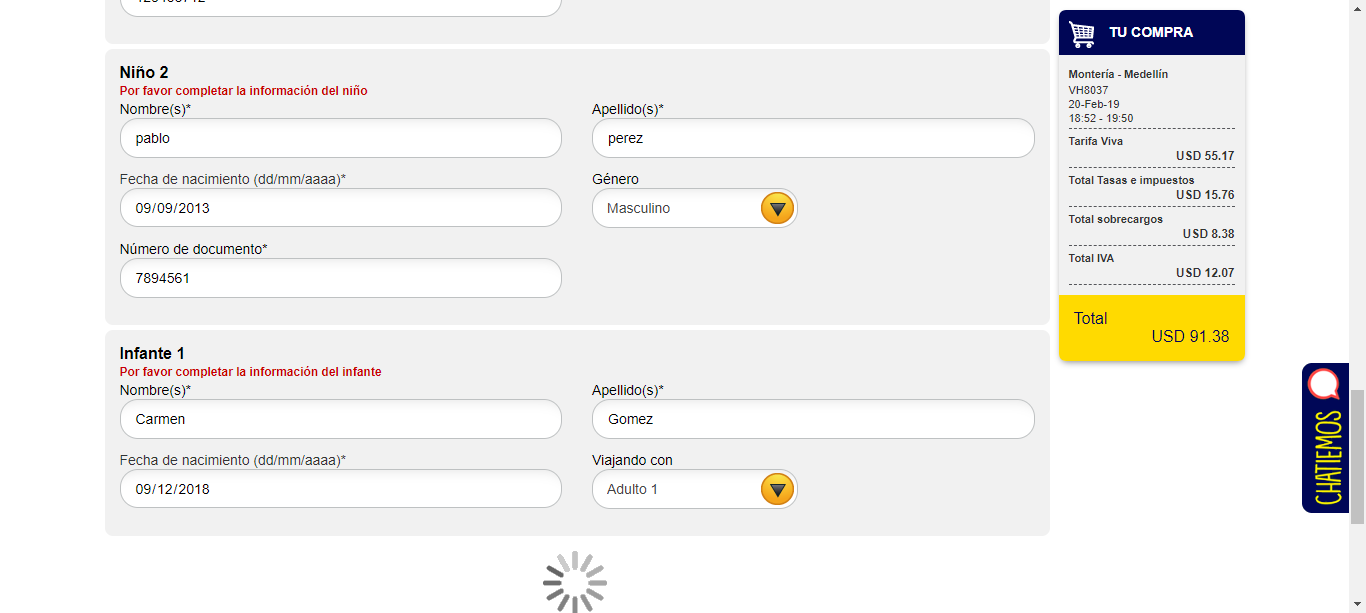 Niño 2
Por favor completar la información del niño
Nombre(s)*
Apellido(s)*
pablo
perez
Fecha de nacimiento (dd/mm/aaaa)*
Género
09/09/2013
Masculino
Número de documento*
7894561
Infante 1
Por favor completar la información del infante
Nombre(s)*
Apellido(s)*
Carmen
Gomez
Fecha de nacimiento (dd/mm/aaaa)*
Viajando con
09/12/2018
Adulto 1
TU COMPRA
Montería - Medellín
VH8037
20-Feb-19
18:52 - 19:50
Tarifa Viva
USD 55.17
Total Tasas e impuestos
USD 15.76
Total sobrecargos
USD 8.38
Total IVA
USD 12.07
Total
USD 91.38
CHATIEMOS